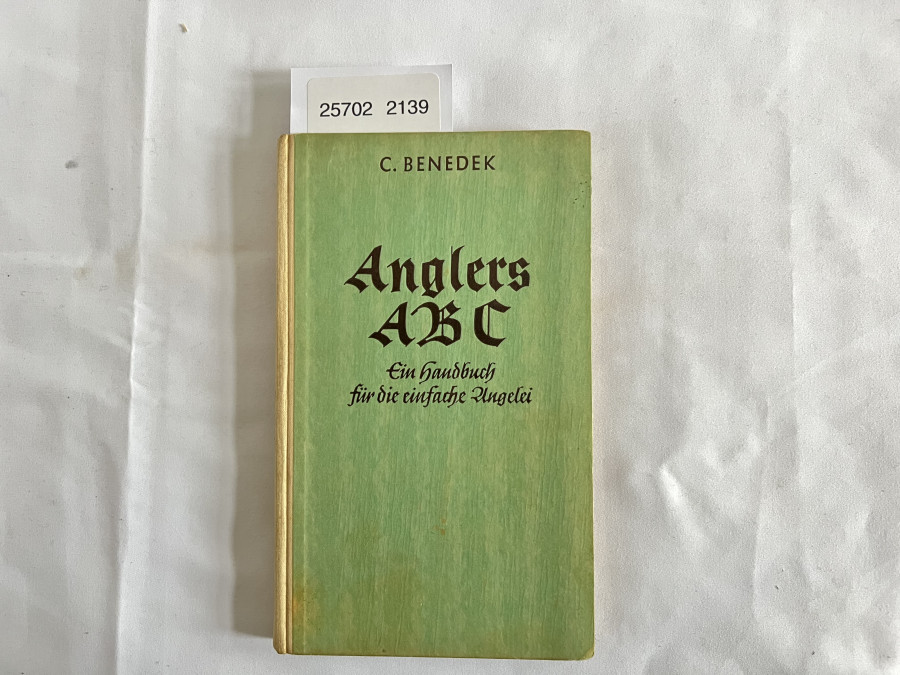 25702 2139
C. BENEDEK
Anglers
ABC
Ein Handbuch
für die einfache Angelei